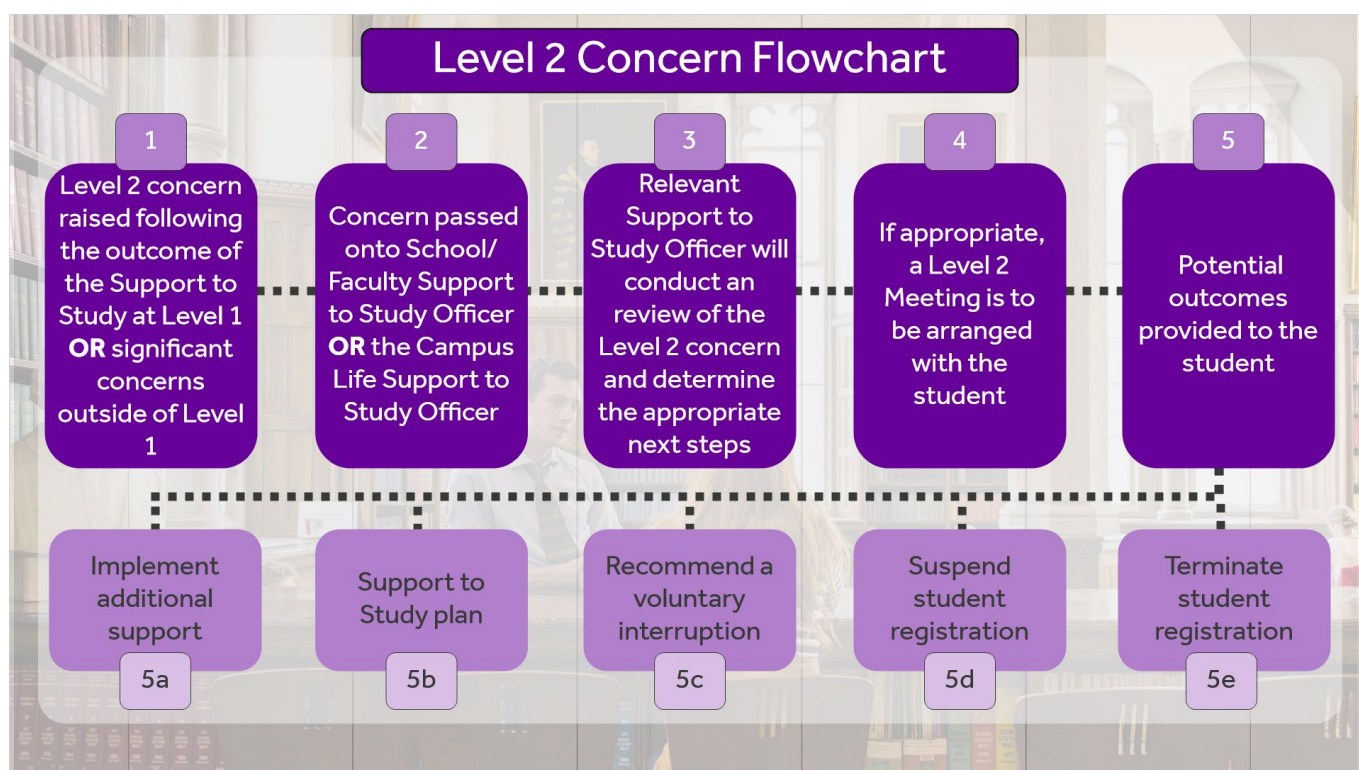 Level 2 Concern Flowchart
1
Level 2 concern
raised following
the outcome of
the Support to
Study at Level 1
OR significant
concerns
outside of Level
1
2
Concern passed
onto School/
Faculty Support
to Study Officer
OR the Campus
Life Support to
Study Officer
3
Relevant
Support to
Study Officer will
conduct an
review of the
Level 2 concern
and determine
the appropriate
next steps
4
If appropriate,
a Level 2
Meeting is to
be arranged
with the
student
5
Potential
outcomes
provided to the
student
Implement
additional
support
5a
Support to
Study plan
5b
Recommend a
voluntary
interruption
5c
Suspend
student
registration
5d
Terminate
student
registration
5e